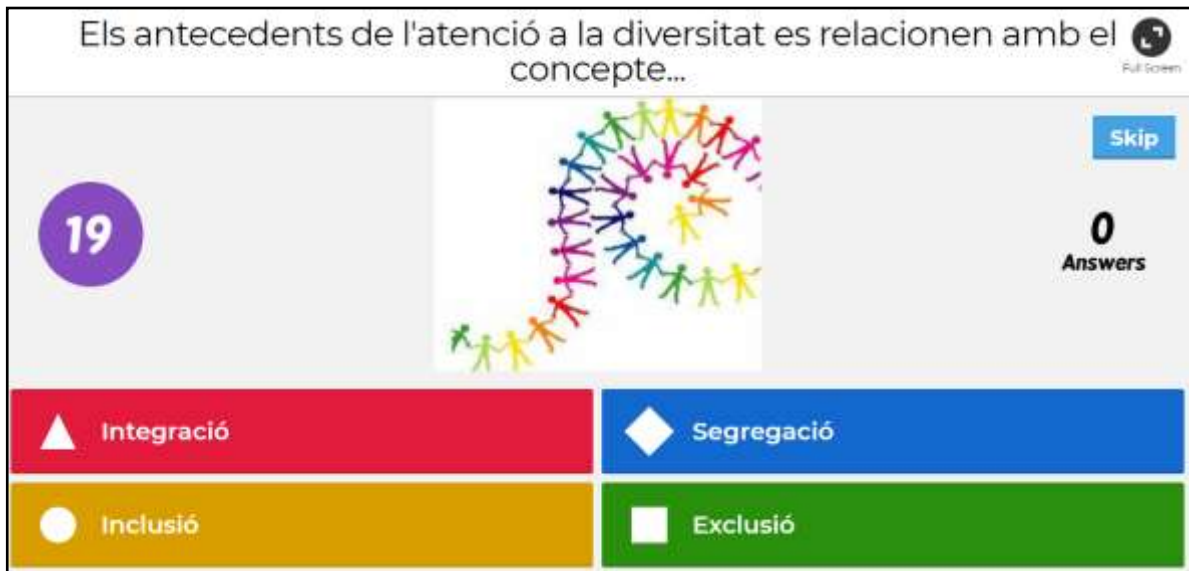 Els antecedents de l'atenció a la diversitat es relacionen amb el
concepte...
Full Screen
Skip
19
0
Answers
Integració
Segregació
Inclusió
Exclusió